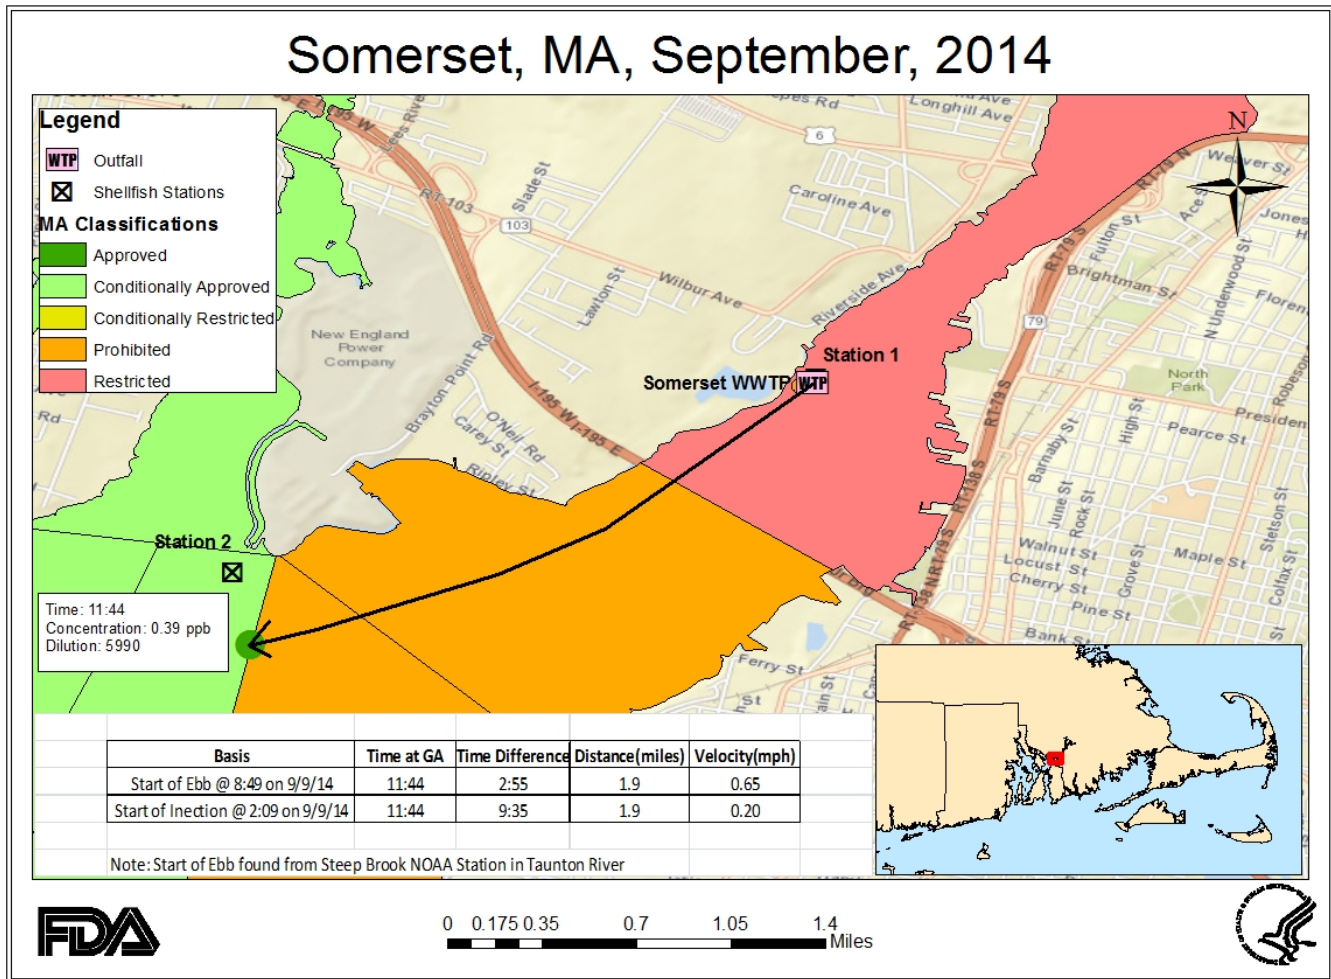 Somerset, MA, September, 2014
Legend
WTP Outfall
Shellfish Stations
MA Classifications
Approved
Conditionally Approved
Conditionally Restricted
Prohibited
Restricted
N
Longhill Ave
6
Lees River
RT-103
Slade St
103
Caroline Ave
Wilbur Ave
Lawton St
Riverside Ave
RT-79 N
Weaver St
Fulton St
RT-79 S
Brightman St
N Underwood St
79
New England
Power
Company
Brayton-Point-Rd
I-195 W I-195 E
O'Neil Rd
Carey St
Ripley St
Station 1
Somerset WWTP WTP
North
Park
RT-79 S
High St
Barnaby St
Pearce St
RT-138 S
June St
Rock St
Stetson St
Walnut St
Locust St
Cherry St
Grove St
Maple St
Colfax St
Pine St
Bank St
Ferry St
Rd
Station 2
Time: 11:44
Concentration: 0.39 ppb
Dilution: 5990
Basis Time at GA Time Difference Distance(miles) Velocity(mph)
Start of Ebb @ 8:49 on 9/9/14 11:44 2:55 1.9 0.65
Start of Inection @ 2:09 on 9/9/14 11:44 9:35 1.9 0.20
Note: Start of Ebb found from Steep Brook NOAA Station in Taunton River
FDA
0 0.175 0.35 0.7 1.05 1.4
Miles